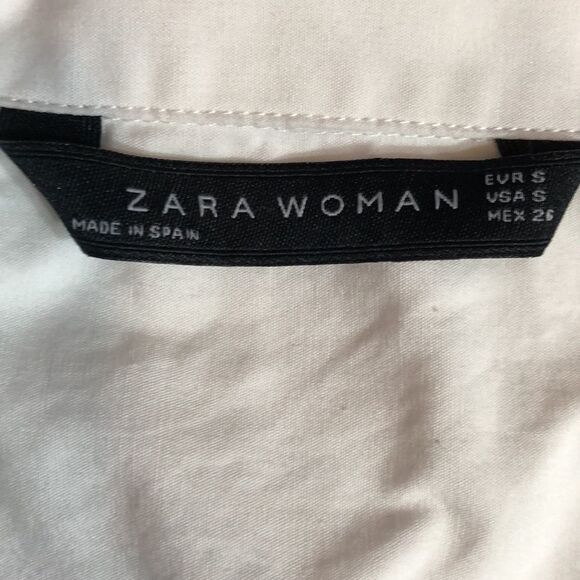 ZARA WOMAN
MADE IN SPAIN
EUR S
USA S
MEX 26